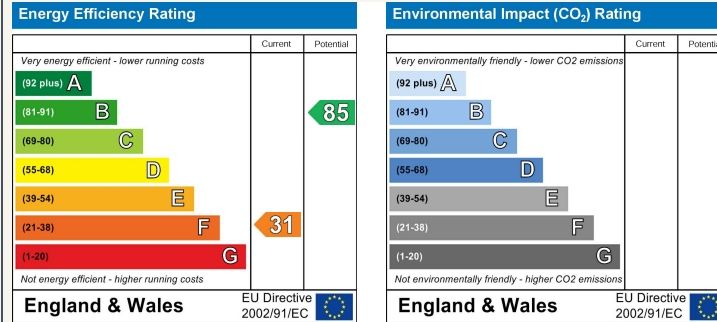 Energy Efficiency Rating
Current Potential
Very energy efficient - lower running costs
(92 plus) A
(81-91) B
85
(69-80) C
(55-68) D
(39-54) E
(21-38) F
31
(1-20) G
Not energy efficient - higher running costs
England & Wales
EU Directive
2002/91/EC
Environmental Impact (CO₂) Rating
Current Potentia
Very environmentally friendly - lower CO2 emissions
(92 plus) A
(81-91) B
(69-80) C
(55-68) D
(39-54) E
(21-38) F
(1-20) G
Not environmentally friendly - higher CO2 emissions
England & Wales
EU Directive
2002/91/EC